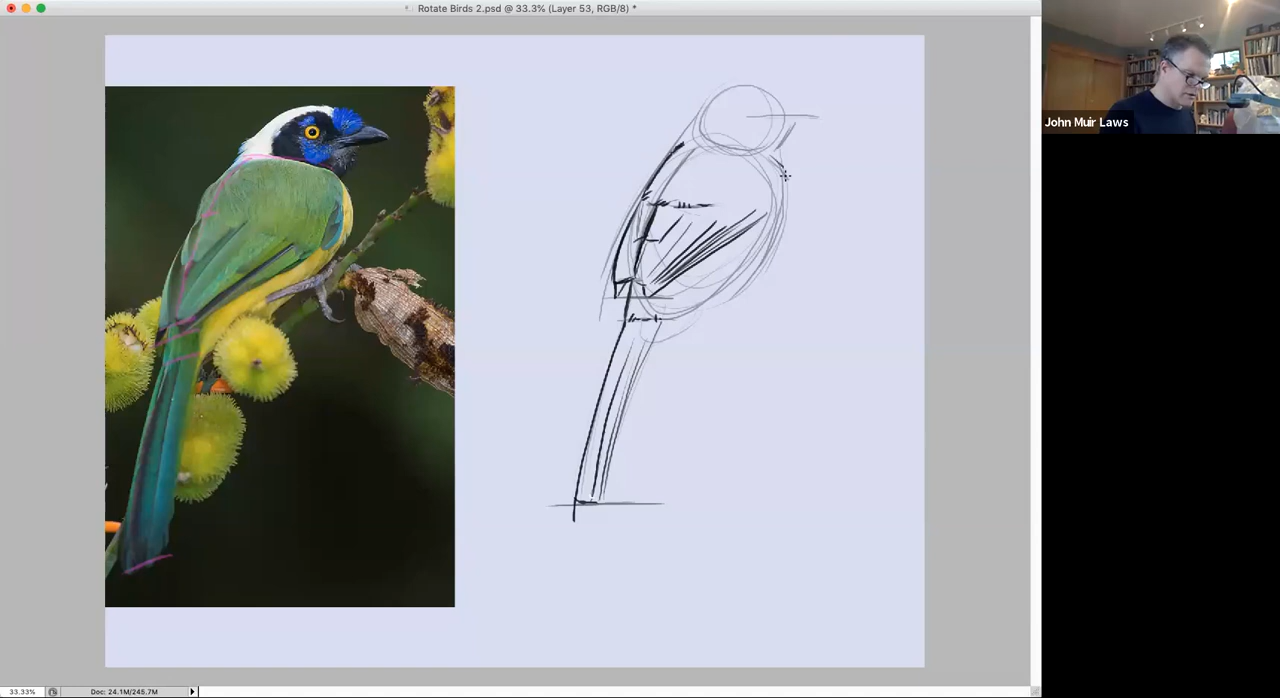 Rotate Birds 2.psd @ 33.3% (Layer 53, RGB/8) *
John Muir Laws
33.33%
Doc: 24.1M/245.7M